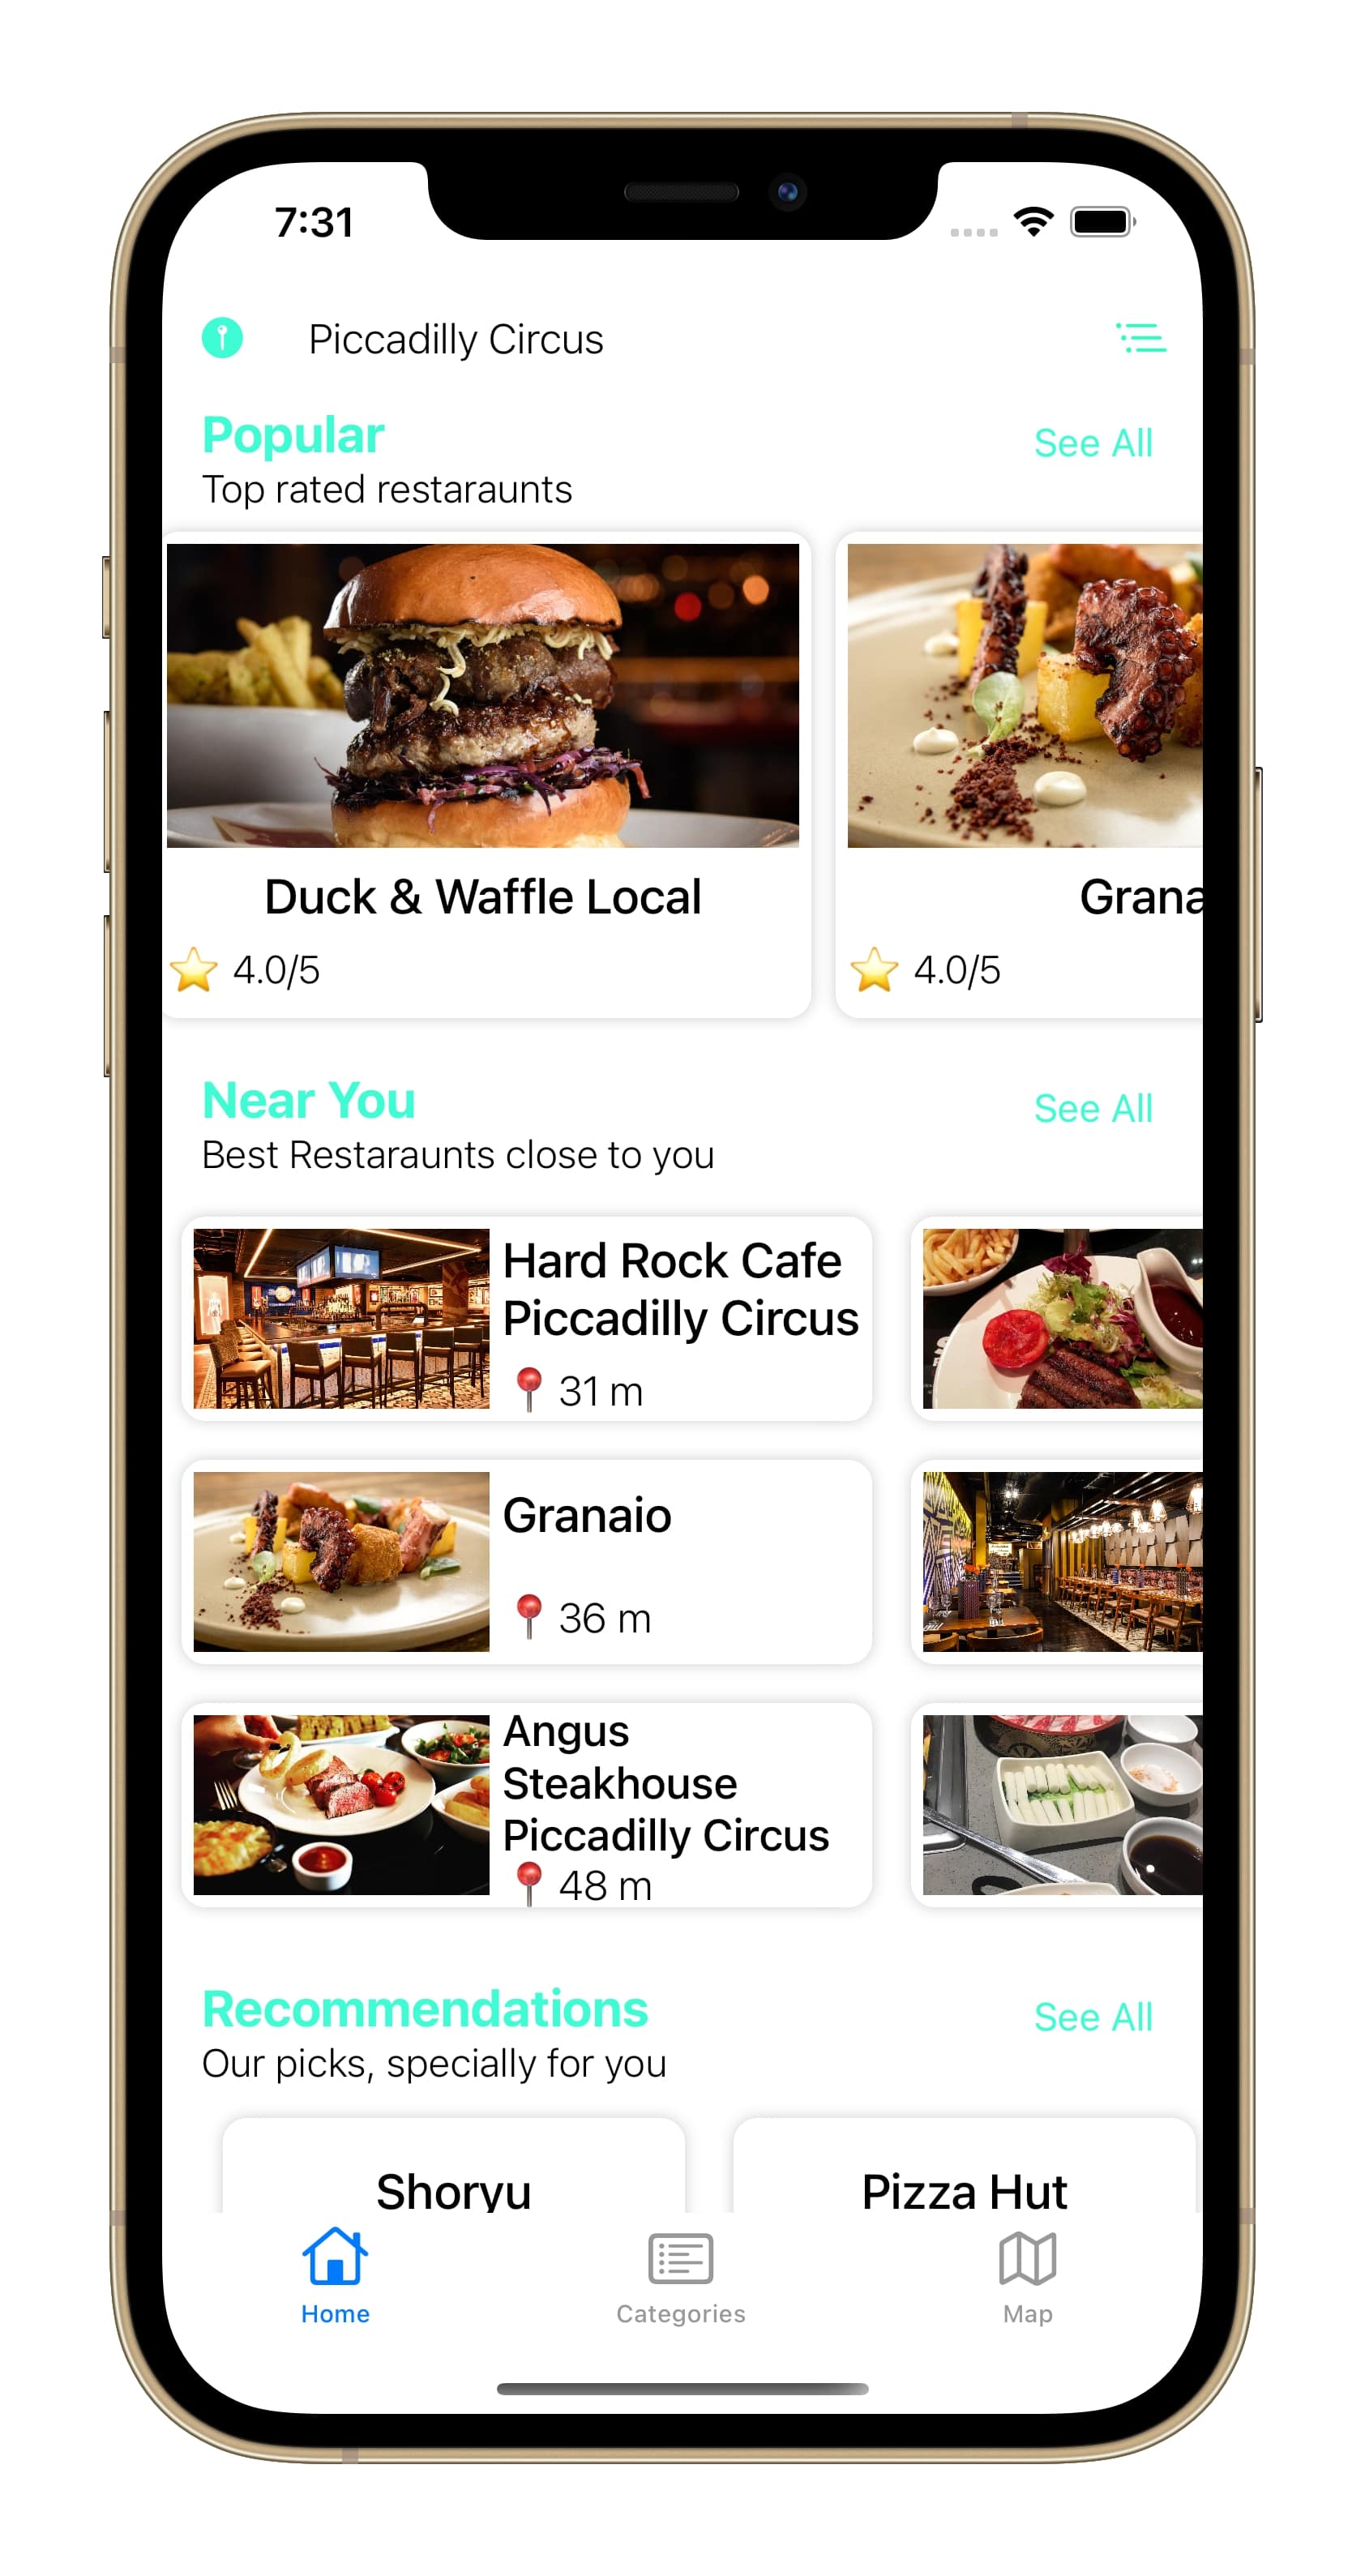 7:31
Piccadilly Circus
Popular
See All
Top rated restaraunts
Duck & Waffle Local
4.0/5
Grana
4.0/5
Near You
See All
Best Restaraunts close to you
Hard Rock Cafe
Piccadilly Circus
31 m
Granaio
36 m
Angus
Steakhouse
Piccadilly Circus
48 m
Recommendations
See All
Our picks, specially for you
Shoryu
Pizza Hut
Home
Categories
Map